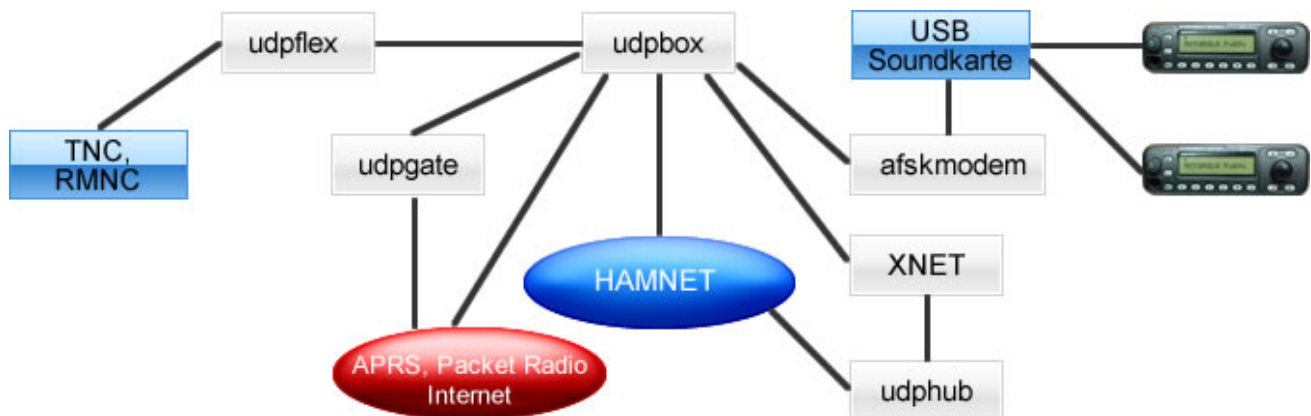 udpflex
udpbox
USB
Soundkarte
TNC,
RMNC
udpgate
afskmodem
HAMNET
XNET
APRS, Packet Radio
Internet
udphub